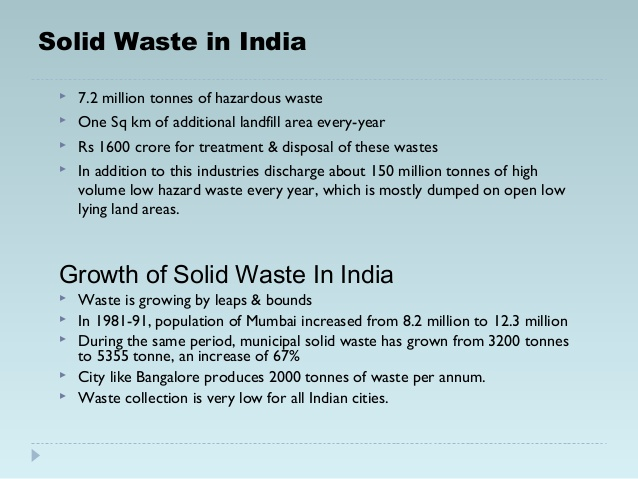 Solid Waste in India
7.2 million tonnes of hazardous waste
One Sq km of additional landfill area every-year
Rs 1600 crore for treatment & disposal of these wastes
In addition to this industries discharge about 150 million tonnes of high
volume low hazard waste every year, which is mostly dumped on open low
lying land areas.
Growth of Solid Waste In India
Waste is growing by leaps & bounds
In 1981-91, population of Mumbai increased from 8.2 million to 12.3 million
During the same period, municipal solid waste has grown from 3200 tonnes
to 5355 tonne, an increase of 67%
City like Bangalore produces 2000 tonnes of waste per annum.
Waste collection is very low for all Indian cities.